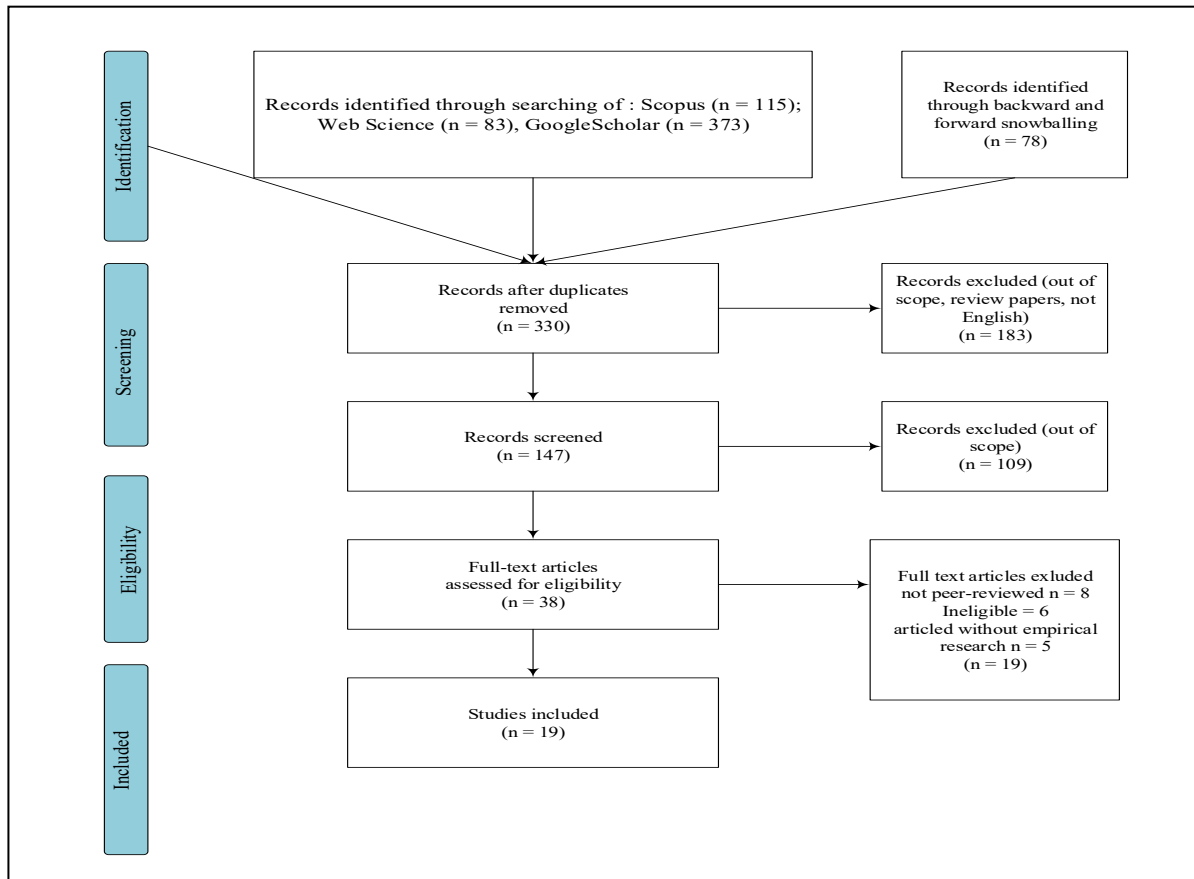 Identification
Records identified through searching of : Scopus (n = 115);
Web Science (n = 83), GoogleScholar (n = 373)
Records identified
through backward and
forward snowballing
(n = 78)
Screening
Records after duplicates
removed
(n = 330)
Records excluded (out of
scope, review papers, not
English)
(n = 183)
Records screened
(n = 147)
Records excluded (out of
scope)
(n = 109)
Eligibility
Full-text articles
assessed for eligibility
(n = 38)
Full text articles exluded
not peer-reviewed n = 8
Ineligible = 6
articled without empirical
research n = 5
(n = 19)
Included
Studies included
(n = 19)